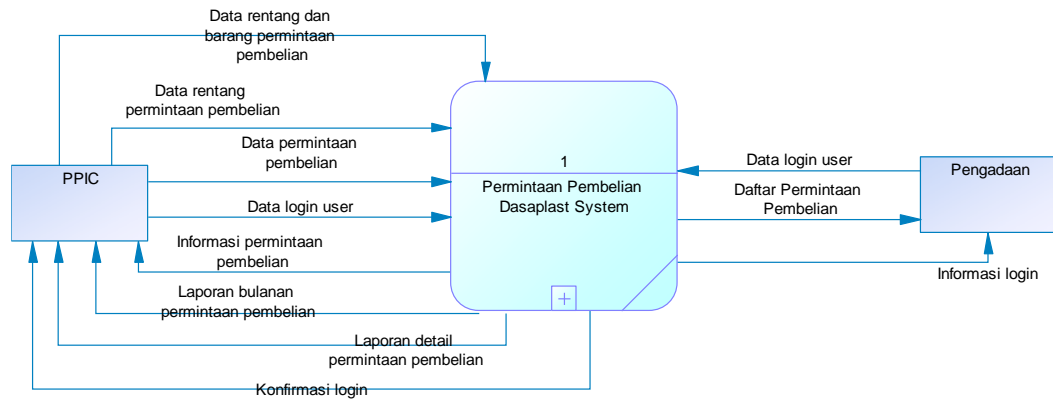 Data rentang dan
barang permintaan
pembelian
Data rentang
permintaan pembelian
Data permintaan
pembelian
PPIC
Data login user
Informasi permintaan
pembelian
Laporan bulanan
permintaan pembelian
Laporan detail
permintaan pembelian
Konfirmasi login
1
Permintaan Pembelian
Dasaplast System
Data login user
Pengadaan
Daftar Permintaan
Pembelian
Informasi login